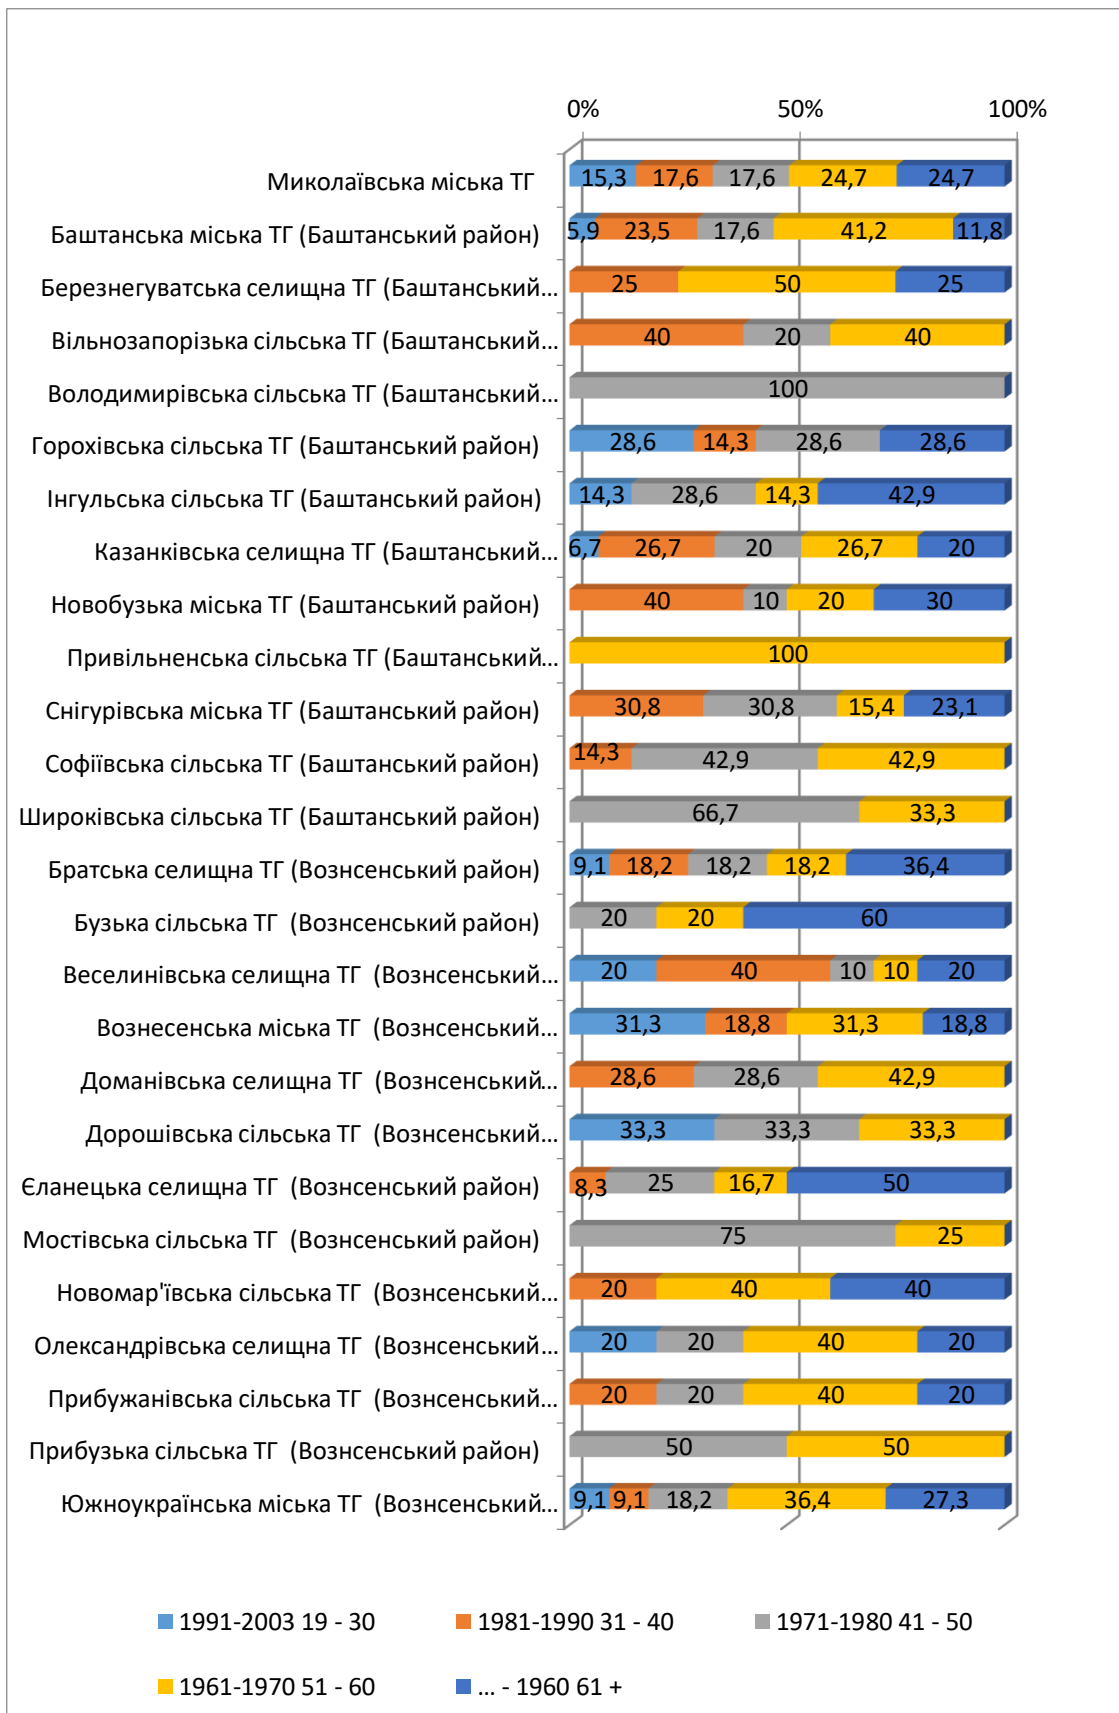 0% 50% 100%
Миколаївська міська ТГ 15,3 17,6 17,6 24,7 24,7
Баштанська міська ТГ (Баштанський район) 5,9 23,5 17,6 41,2 11,8
Березнегуватська селищна ТГ (Баштанський... 25 50 25
Вільнозапорізька сільська ТГ (Баштанський... 40 20 40
Володимирівська сільська ТГ (Баштанський... 100
Горохівська сільська ТГ (Баштанський район) 28,6 14,3 28,6 28,6
Інгульська сільська ТГ (Баштанський район) 14,3 28,6 14,3 42,9
Казанківська селищна ТГ (Баштанський... 6,7 26,7 20 26,7 20
Новобузька міська ТГ (Баштанський район) 40 10 20 30
Привільненська сільська ТГ (Баштанський... 100
Снігурівська міська ТГ (Баштанський район) 30,8 30,8 15,4 23,1
Софіївська сільська ТГ (Баштанський район) 14,3 42,9 42,9
Широківська сільська ТГ (Баштанський район) 66,7 33,3
Братська селищна ТГ (Вознсенський район) 9,1 18,2 18,2 18,2 36,4
Бузька сільська ТГ (Вознсенський район) 20 20 60
Веселинівська селищна ТГ (Вознсенський... 20 40 10 10 20
Вознесенська міська ТГ (Вознсенський... 31,3 18,8 31,3 18,8
Доманівська селищна ТГ (Вознсенський... 28,6 28,6 42,9
Дорошівська сільська ТГ (Вознсенський... 33,3 33,3 33,3
Єланецька селищна ТГ (Вознсенський район) 8,3 25 16,7 50
Мостівська сільська ТГ (Вознсенський район) 75 25
Новомар'ївська сільська ТГ (Вознсенський... 20 40 40
Олександрівська селищна ТГ (Вознсенський... 20 20 40 20
Прибужанівська сільська ТГ (Вознсенський... 20 20 40 20
Прибузька сільська ТГ (Вознсенський район) 50 50
Южноукраїнська міська ТГ (Вознсенський... 9,1 9,1 18,2 36,4 27,3
1991-2003 19 - 30 1981-1990 31 - 40 1971-1980 41 - 50
1961-1970 51 - 60 ... - 1960 61 +